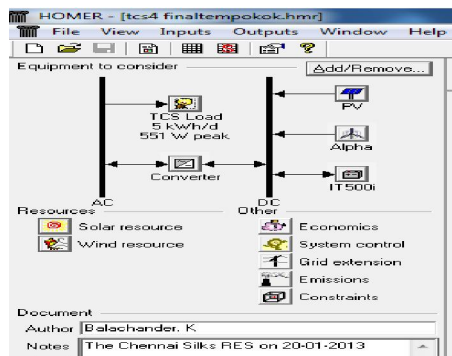 HOMER - [tcs4 finaltempokok.hmr]
File View Inputs Outputs Window Help
Equipment to consider Add/Remove...
TCS Load
5 kWh/d
551 W peak
PV
Alpha
Converter
IT500i
AC DC
Resources Other
Solar resource Economics
Wind resource System control
Grid extension
Emissions
Constraints
Document
Author Balachander. K
Notes The Chennai Silks RES on 20-01-2013